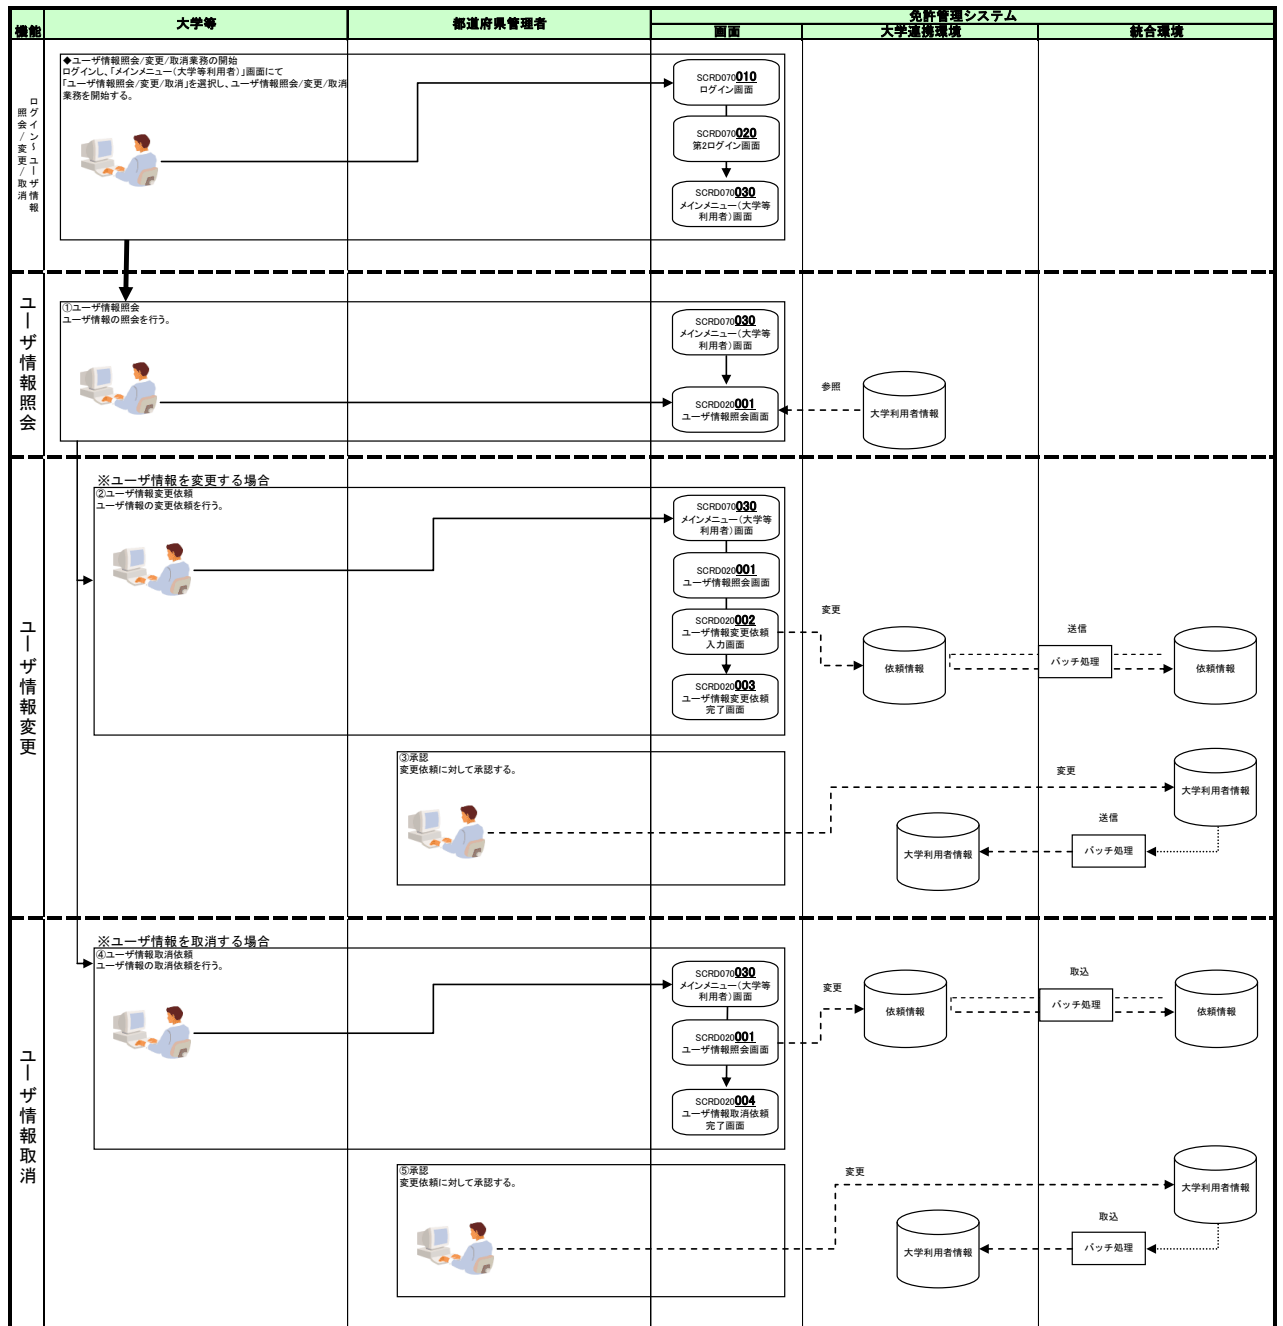 機能
大学等
都道府県管理者
免許管理システム
画面
大学連携環境
統合環境
ログイン～ユーザ情報
照会/変更/取消
◆ユーザ情報照会/変更/取消業務の開始
ログインし、「メインメニュー(大学等利用者)」画面にて
「ユーザ情報照会/変更/取消」を選択し、ユーザ情報照会/変更/取消
業務を開始する。
SCRD070010
ログイン画面
SCRD070020
第2ログイン画面
SCRD070030
メインメニュー(大学等
利用者)画面
ユーザ情報照会
①ユーザ情報照会
ユーザ情報の照会を行う。
SCRD070030
メインメニュー(大学等
利用者)画面
SCRD020001
ユーザ情報照会画面
参照
大学利用者情報
ユーザ情報変更
※ユーザ情報を変更する場合
②ユーザ情報変更依頼
ユーザ情報の変更依頼を行う。
SCRD070030
メインメニュー(大学等
利用者)画面
SCRD020001
ユーザ情報照会画面
SCRD020002
ユーザ情報変更依頼
入力画面
SCRD020003
ユーザ情報変更依頼
完了画面
変更
依頼情報
送信
バッチ処理
依頼情報
③承認
変更依頼に対して承認する。
変更
大学利用者情報
送信
バッチ処理
大学利用者情報
ユーザ情報取消
※ユーザ情報を取消する場合
④ユーザ情報取消依頼
ユーザ情報の取消依頼を行う。
SCRD070030
メインメニュー(大学等
利用者)画面
SCRD020001
ユーザ情報照会画面
SCRD020004
ユーザ情報取消依頼
完了画面
変更
依頼情報
取込
バッチ処理
依頼情報
⑤承認
変更依頼に対して承認する。
変更
大学利用者情報
取込
バッチ処理
大学利用者情報